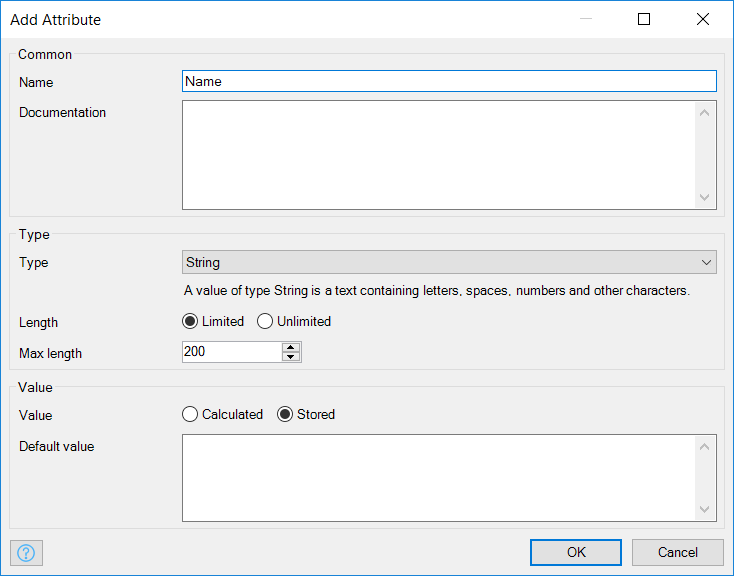 Add Attribute
Common
Name Name
Documentation
Type
Type String
A value of type String is a text containing letters, spaces, numbers and other characters.
Length Limited Unlimited
Max length 200
Value
Value Calculated Stored
Default value
? OK Cancel